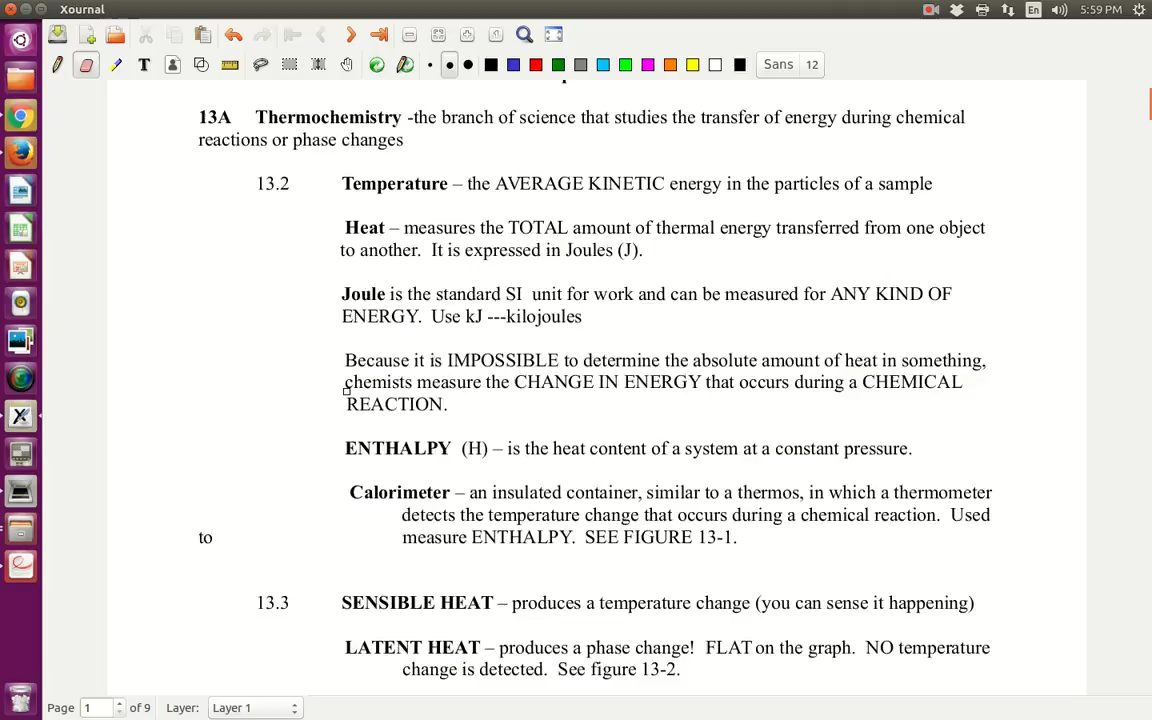 Xournal
En
5:59 PM
T
Sans 12
13A Thermochemistry -the branch of science that studies the transfer of energy during chemical
reactions or phase changes
13.2 Temperature – the AVERAGE KINETIC energy in the particles of a sample
Heat – measures the TOTAL amount of thermal energy transferred from one object
to another. It is expressed in Joules (J).
Joule is the standard SI unit for work and can be measured for ANY KIND OF
ENERGY. Use kJ ---kilojoules
Because it is IMPOSSIBLE to determine the absolute amount of heat in something,
chemists measure the CHANGE IN ENERGY that occurs during a CHEMICAL
REACTION.
ENTHALPY (H) – is the heat content of a system at a constant pressure.
Calorimeter – an insulated container, similar to a thermos, in which a thermometer
detects the temperature change that occurs during a chemical reaction. Used
to measure ENTHALPY. SEE FIGURE 13-1.
13.3 SENSIBLE HEAT – produces a temperature change (you can sense it happening)
LATENT HEAT – produces a phase change! FLAT on the graph. NO temperature
change is detected. See figure 13-2.
Page 1 of 9 Layer: Layer 1